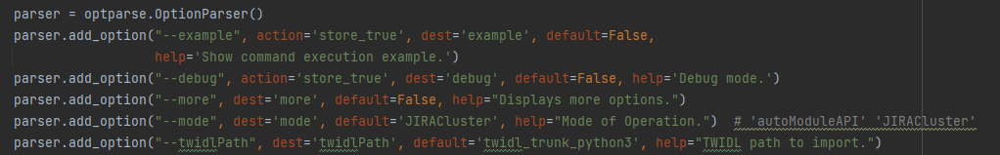 parser = optparse.OptionParser()
parser.add_option("--example", action='store_true', dest='example', default=False,
                  help='Show command execution example.')
parser.add_option("--debug", action='store_true', dest='debug', default=False, help='Debug mode.')
parser.add_option("--more", dest='more', default=False, help="Displays more options.")
parser.add_option("--mode", dest='mode', default='JIRACluster', help="Mode of Operation.")  # 'autoModuleAPI' 'JIRACluster'
parser.add_option("--twidlPath", dest='twidlPath', default='twidl_trunk_python3', help="TWIDL path to import.")